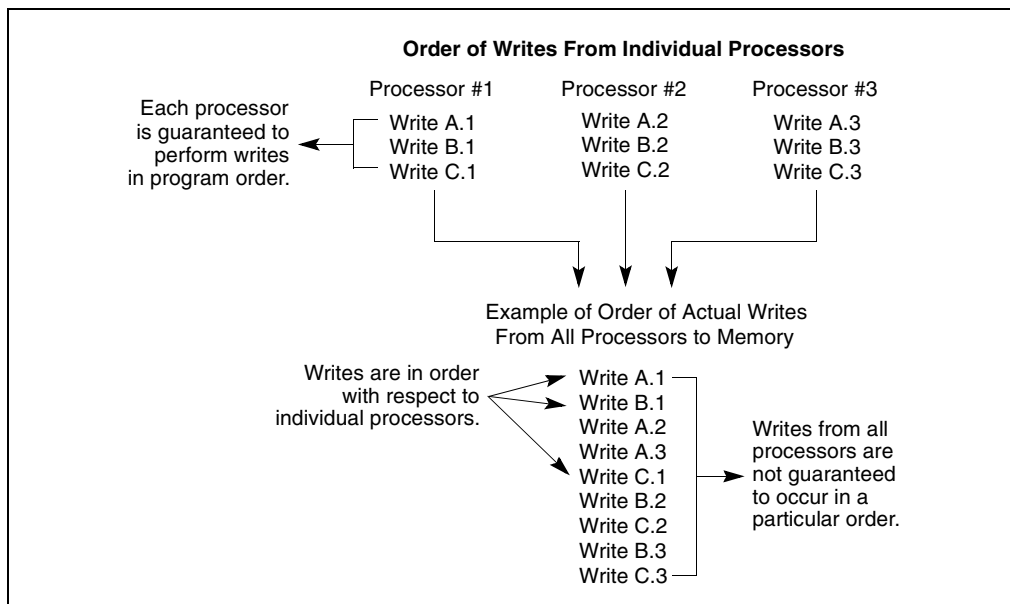 Order of Writes From Individual Processors
Each processor
is guaranteed to
perform writes
in program order.
Processor #1
Write A.1
Write B.1
Write C.1
Processor #2
Write A.2
Write B.2
Write C.2
Processor #3
Write A.3
Write B.3
Write C.3
Example of Order of Actual Writes
From All Processors to Memory
Writes are in order
with respect to
individual processors.
Write A.1
Write B.1
Write A.2
Write A.3
Write C.1
Write B.2
Write C.2
Write B.3
Write C.3
Writes from all
processors are
not guaranteed
to occur in a
particular order.